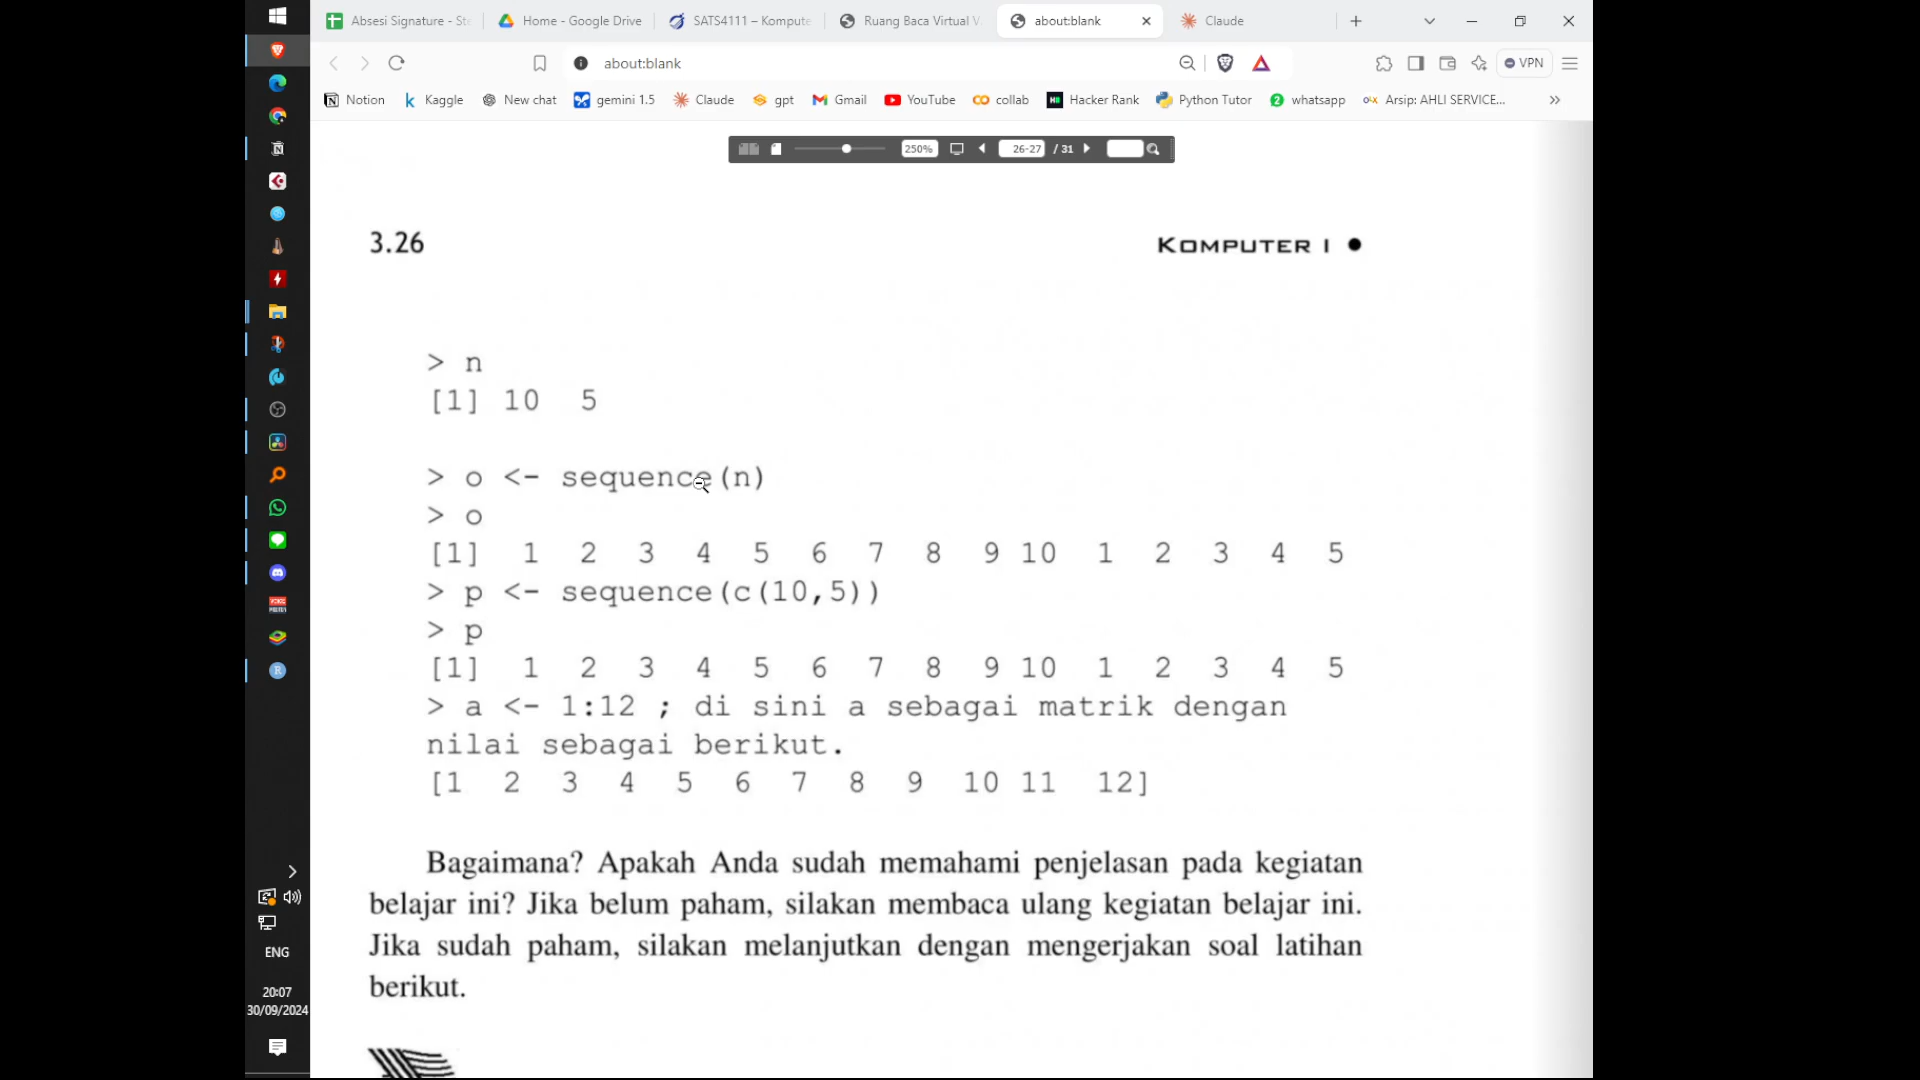 Absesi Signature - Ste
Home - Google Drive
SATS4111 – Kompute
Ruang Baca Virtual V
about:blank
Claude
about:blank
VPN
Notion
Kaggle
New chat
gemini 1.5
Claude
gpt
Gmail
YouTube
collab
Hacker Rank
Python Tutor
whatsapp
Arsip: AHLI SERVICE...
250%
26-27 / 31
3.26
KOMPUTER I ●
> n
[1] 10 5
> o <- sequence(n)
> o
[1] 1 2 3 4 5 6 7 8 9 10 1 2 3 4 5
> p <- sequence(c(10,5))
> p
[1] 1 2 3 4 5 6 7 8 9 10 1 2 3 4 5
> a <- 1:12 ; di sini a sebagai matrik dengan
nilai sebagai berikut.
[1 2 3 4 5 6 7 8 9 10 11 12]
Bagaimana? Apakah Anda sudah memahami penjelasan pada kegiatan
belajar ini? Jika belum paham, silakan membaca ulang kegiatan belajar ini.
Jika sudah paham, silakan melanjutkan dengan mengerjakan soal latihan
berikut.
ENG
20:07
30/09/2024